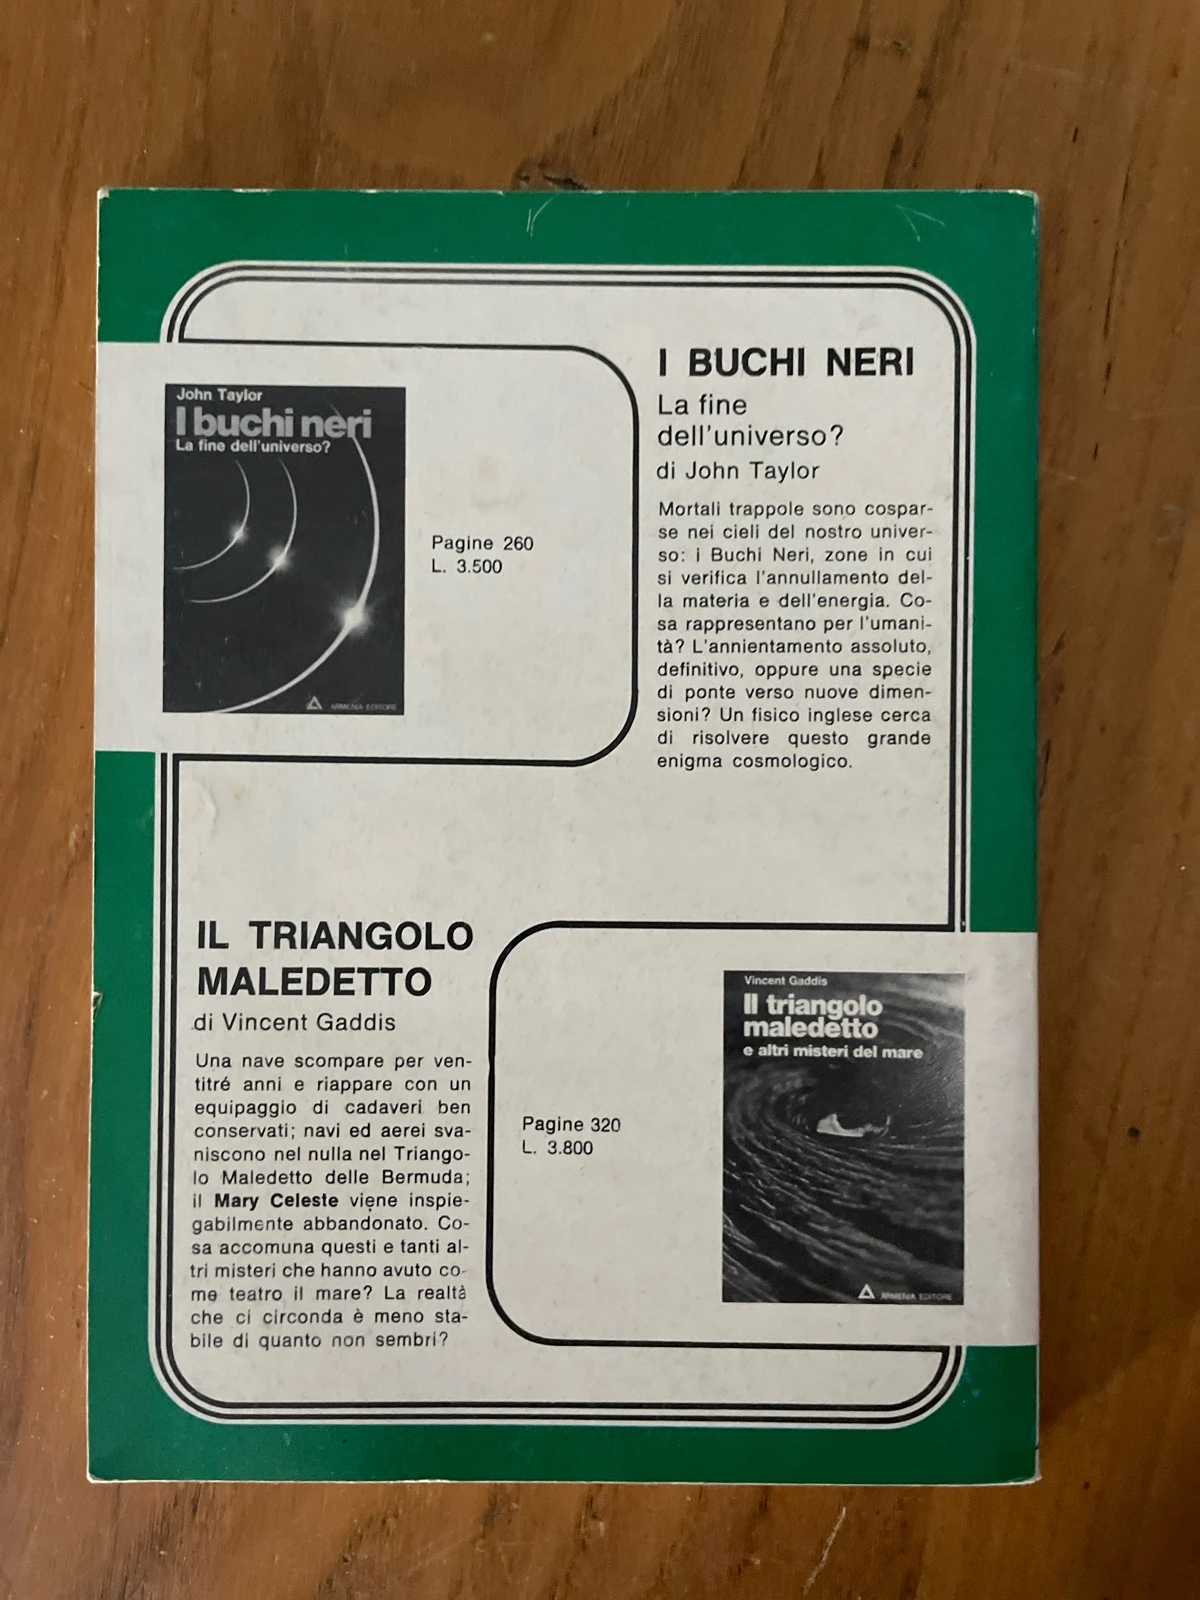 John Taylor
I buchi neri
La fine dell'universo?
ARMENIA EDITORE
Pagine 260
L. 3.500
I BUCHI NERI
La fine
dell'universo?
di John Taylor
Mortali trappole sono cospar-
se nei cieli del nostro univer-
so: i Buchi Neri, zone in cui
si verifica l'annullamento del-
la materia e dell'energia. Co-
sa rappresentano per l'umani-
tà? L'annientamento assoluto,
definitivo, oppure una specie
di ponte verso nuove dimen-
sioni? Un fisico inglese cerca
di risolvere questo grande
enigma cosmologico.
IL TRIANGOLO
MALEDETTO
di Vincent Gaddis
Una nave scompare per ven-
titré anni e riappare con un
equipaggio di cadaveri ben
conservati; navi ed aerei sva-
niscono nel nulla nel Triango-
lo Maledetto delle Bermuda;
il Mary Celeste viene inspie-
gabilmente abbandonato. Co-
sa accomuna questi e tanti al-
tri misteri che hanno avuto co-
me teatro il mare? La realtà
che ci circonda è meno sta-
bile di quanto non sembri?
Pagine 320
L. 3.800
Vincent Gaddis
Il triangolo
maledetto
e altri misteri del mare
ARMENIA EDITORE